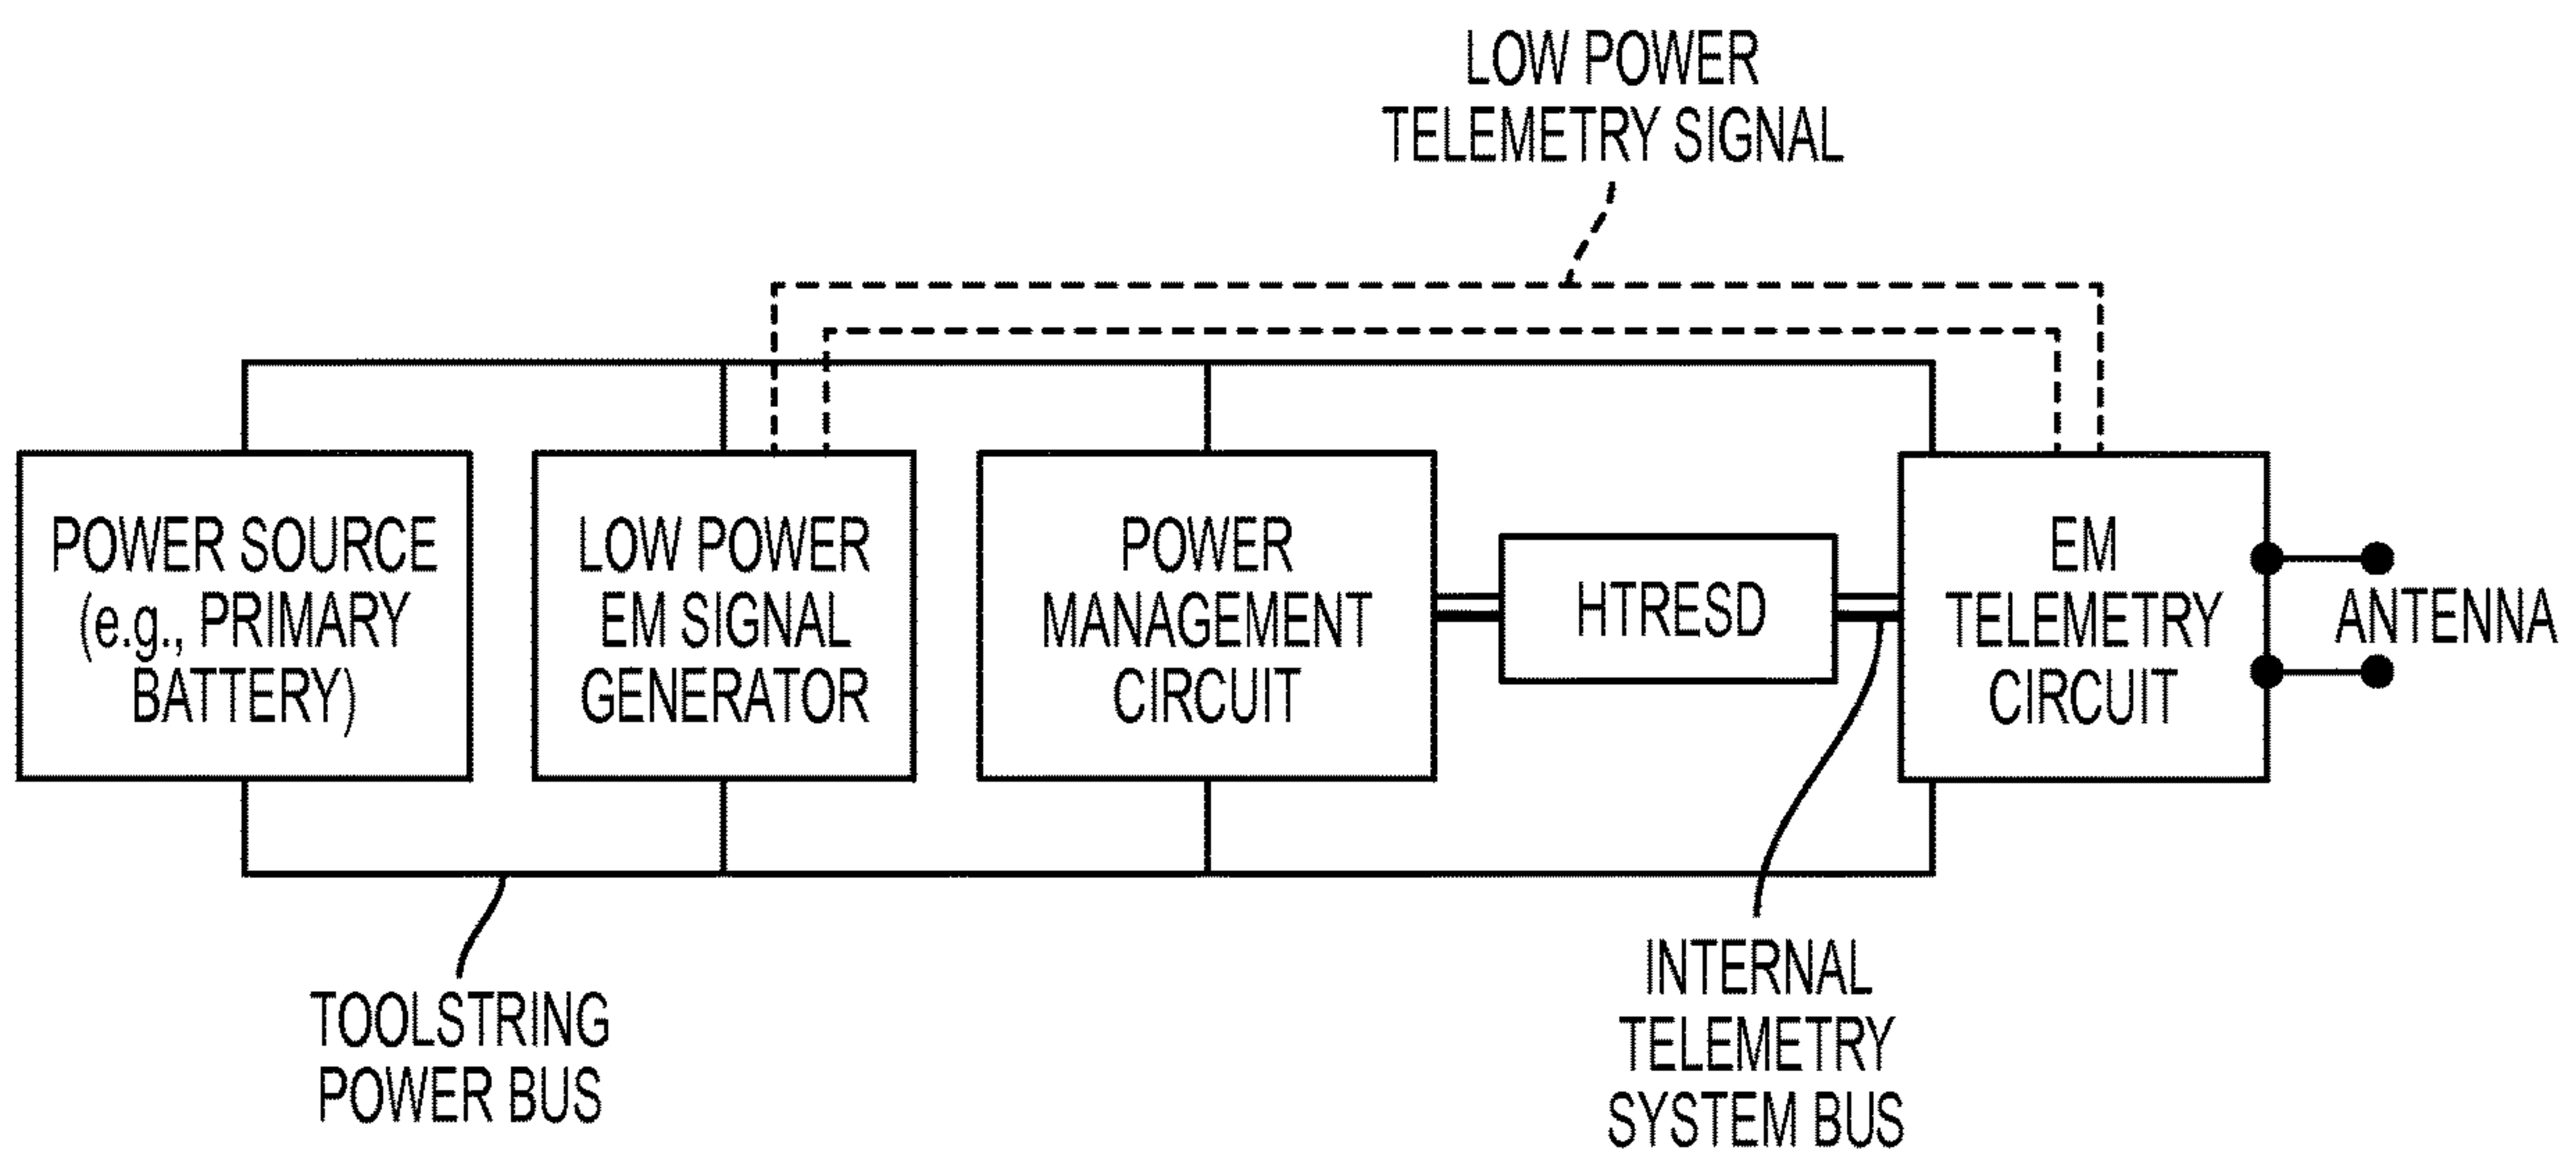 LOW POWER
TELEMETRY SIGNAL
POWER SOURCE
(e.g., PRIMARY
BATTERY)
LOW POWER
EM SIGNAL
GENERATOR
POWER
MANAGEMENT
CIRCUIT
HTRESD
EM
TELEMETRY
CIRCUIT
ANTENNA
TOOLSTRING
POWER BUS
INTERNAL
TELEMETRY
SYSTEM BUS